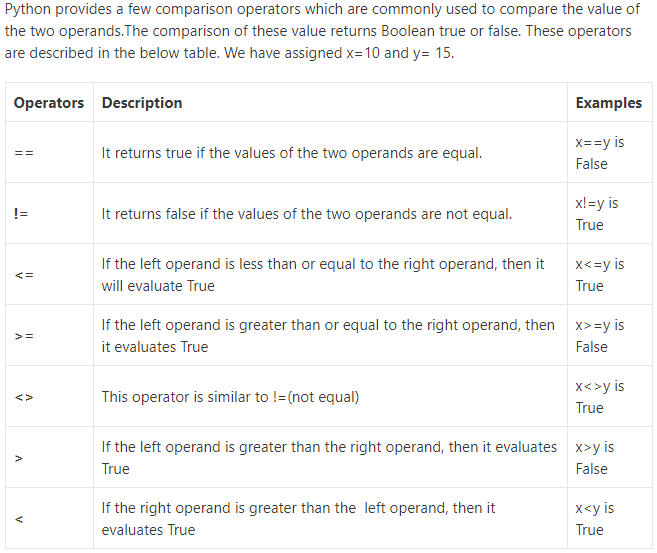 Python provides a few comparison operators which are commonly used to compare the value of
the two operands.The comparison of these value returns Boolean true or false. These operators
are described in the below table. We have assigned x=10 and y= 15.
Operators Description Examples
== It returns true if the values of the two operands are equal. x==y is
False
!= It returns false if the values of the two operands are not equal. x!=y is
True
<= If the left operand is less than or equal to the right operand, then it
will evaluate True x<=y is
True
>= If the left operand is greater than or equal to the right operand, then
it evaluates True x>=y is
False
<> This operator is similar to !=(not equal) x<>y is
True
> If the left operand is greater than the right operand, then it evaluates
True x>y is
False
< If the right operand is greater than the  left operand, then it
evaluates True x<y is
True